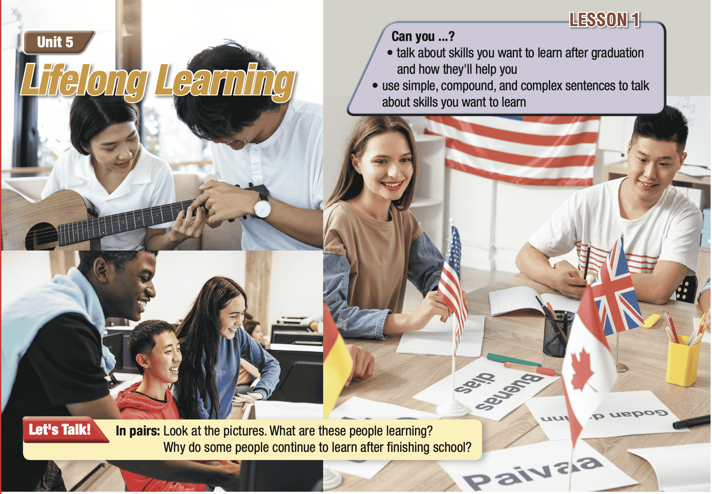 Unit 5
Lifelong Learning
LESSON 1
Can you ...?
• talk about skills you want to learn after graduation
and how they'll help you
• use simple, compound, and complex sentences to talk
about skills you want to learn
Buenas
dias
Godan
Paivaa
Let's Talk!
In pairs: Look at the pictures. What are these people learning?
Why do some people continue to learn after finishing school?